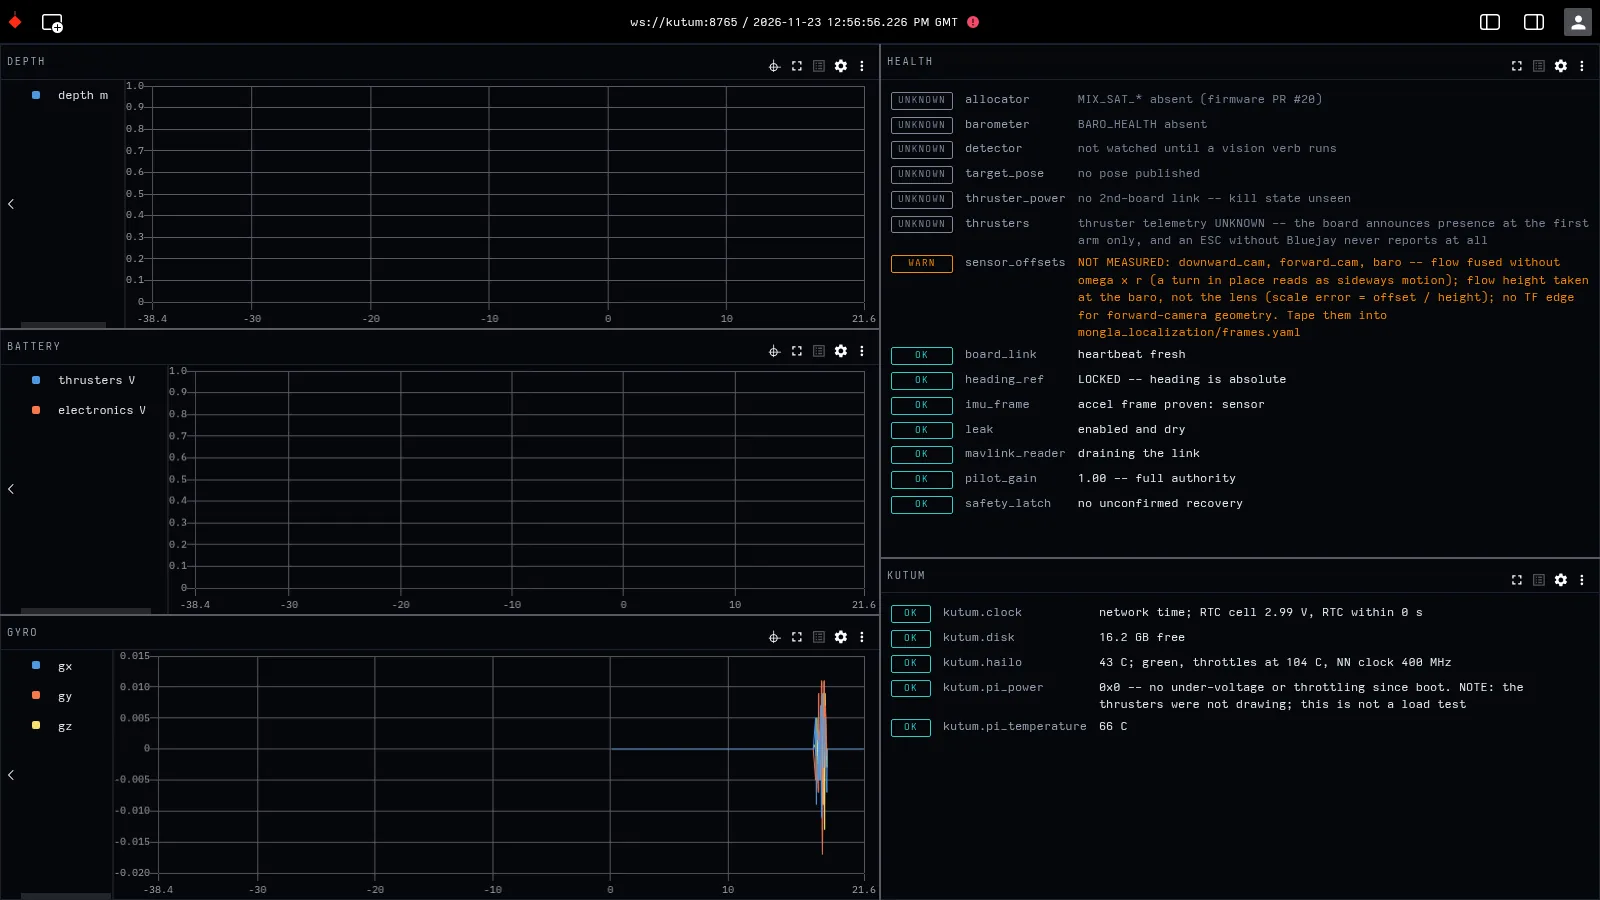 ws://kutum:8765 / 2026-11-23 12:56:56.226 PM GMT
DEPTH
depth m
1.0
0.9
0.8
0.7
0.6
0.5
0.4
0.3
0.2
0.1
0
-38.4 -30 -20 -10 0 10 21.6
BATTERY
thrusters V
electronics V
1.0
0.9
0.8
0.7
0.6
0.5
0.4
0.3
0.2
0.1
0
-38.4 -30 -20 -10 0 10 21.6
GYRO
gx
gy
gz
0.015
0.010
0.005
0
-0.005
-0.010
-0.015
-0.020
-38.4 -30 -20 -10 0 10 21.6
HEALTH
UNKNOWN allocator MIX_SAT_* absent (firmware PR #20)
UNKNOWN barometer BARO_HEALTH absent
UNKNOWN detector not watched until a vision verb runs
UNKNOWN target_pose no pose published
UNKNOWN thruster_power no 2nd-board link -- kill state unseen
UNKNOWN thrusters thruster telemetry UNKNOWN -- the board announces presence at the first
arm only, and an ESC without Bluejay never reports at all
WARN sensor_offsets NOT MEASURED: downward_cam, forward_cam, baro -- flow fused without
omega x r (a turn in place reads as sideways motion); flow height taken
at the baro, not the lens (scale error = offset / height); no TF edge
for forward-camera geometry. Tape them into
mongla_localization/frames.yaml
OK board_link heartbeat fresh
OK heading_ref LOCKED -- heading is absolute
OK imu_frame accel frame proven: sensor
OK leak enabled and dry
OK mavlink_reader draining the link
OK pilot_gain 1.00 -- full authority
OK safety_latch no unconfirmed recovery
KUTUM
OK kutum.clock network time; RTC cell 2.99 V, RTC within 0 s
OK kutum.disk 16.2 GB free
OK kutum.hailo 43 C; green, throttles at 104 C, NN clock 400 MHz
OK kutum.pi_power 0x0 -- no under-voltage or throttling since boot. NOTE: the
thrusters were not drawing; this is not a load test
OK kutum.pi_temperature 66 C